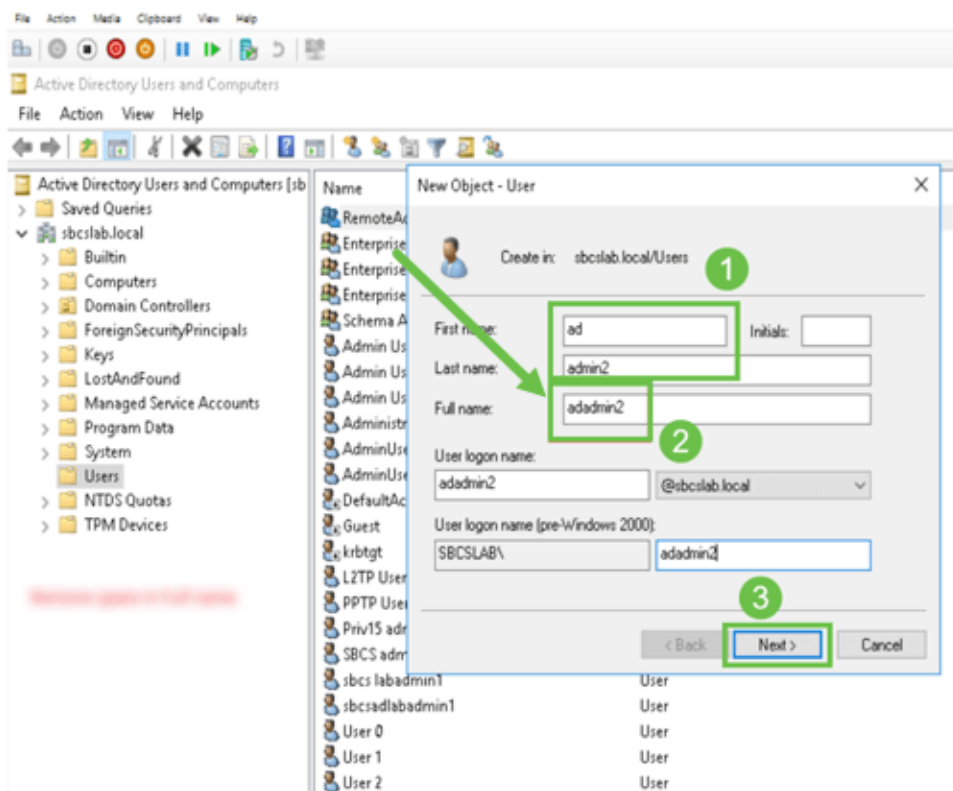 File Action Media Clipboard View Help
Active Directory Users and Computers
File Action View Help
Active Directory Users and Computers [sb
Saved Queries
sbcslab.local
Builtin
Computers
Domain Controllers
ForeignSecurityPrincipals
Keys
LostAndFound
Managed Service Accounts
Program Data
System
Users
NTDS Quotas
TPM Devices
Remove space in Full name
Name
RemoteAc
Enterprise
Enterprise
Enterprise
Schema A
Admin Us
Admin Us
Admin Us
Administr
AdminUse
AdminUse
DefaultAc
Guest
krbtgt
L2TP User
PPTP User
Priv15 adr
SBCS adm
sbcs labadmin1 User
sbcsadlabadmin1 User
User 0 User
User 1 User
User 2 User
New Object - User
Create in: sbcslab.local/Users
1
First name: ad Initials:
Last name: admin2
Full name: adadmin2
2
User logon name:
adadmin2 @sbcslab.local
User logon name (pre-Windows 2000):
SBCSLAB\ adadmin2
3
< Back Next > Cancel